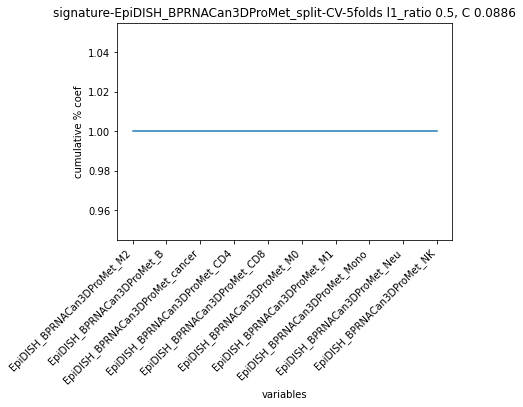 signature-EpiDISH_BPRNACan3DProMet_split-CV-5folds l1_ratio 0.5, C 0.0886
1.04
1.02
1.00
0.98
0.96
cumulative % coef
EpiDISH_BPRNACan3DProMet_M2
EpiDISH_BPRNACan3DProMet_B
EpiDISH_BPRNACan3DProMet_cancer
EpiDISH_BPRNACan3DProMet_CD4
EpiDISH_BPRNACan3DProMet_CD8
EpiDISH_BPRNACan3DProMet_M0
EpiDISH_BPRNACan3DProMet_M1
EpiDISH_BPRNACan3DProMet_Mono
EpiDISH_BPRNACan3DProMet_Neu
EpiDISH_BPRNACan3DProMet_NK
variables